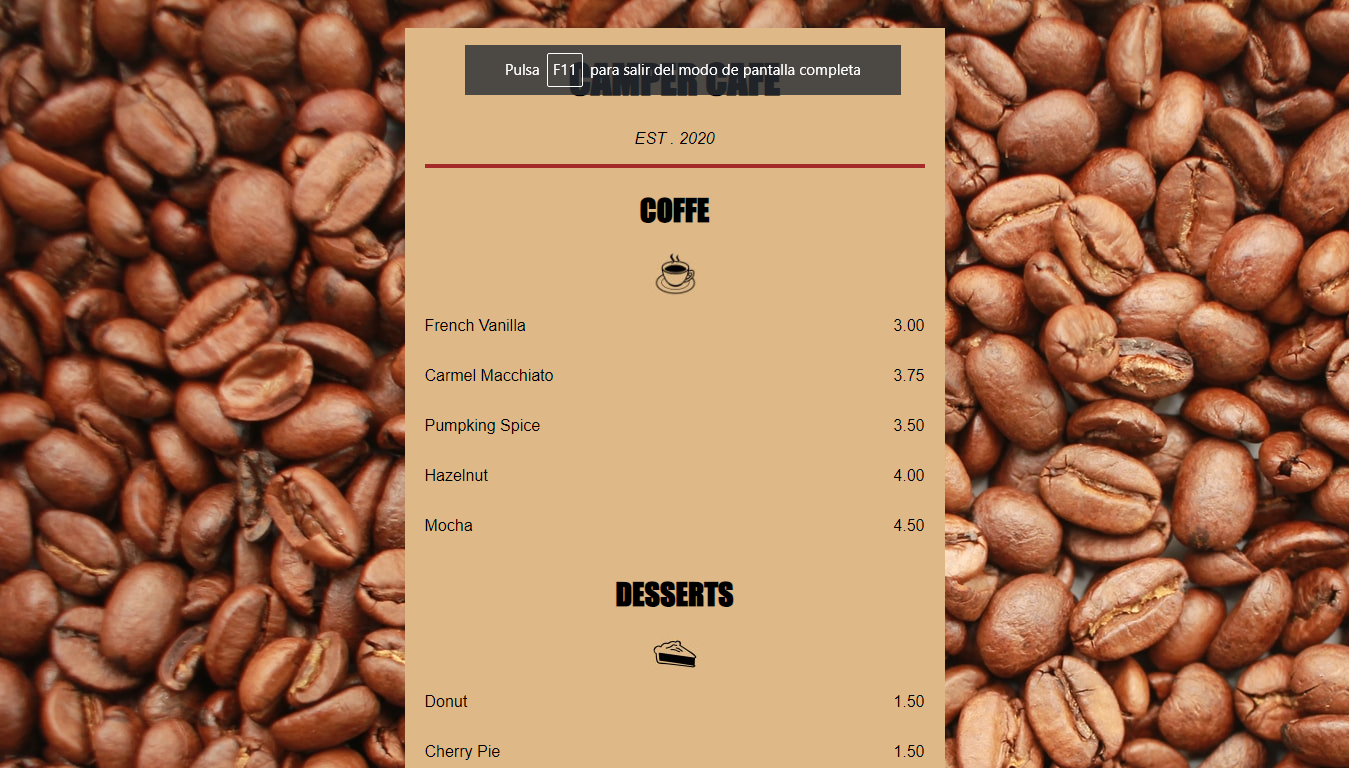 Pulsa F11 para salir del modo de pantalla completa
CAMPER CAFE
EST . 2020
COFFE
French Vanilla 3.00
Carmel Macchiato 3.75
Pumpking Spice 3.50
Hazelnut 4.00
Mocha 4.50
DESSERTS
Donut 1.50
Cherry Pie 1.50